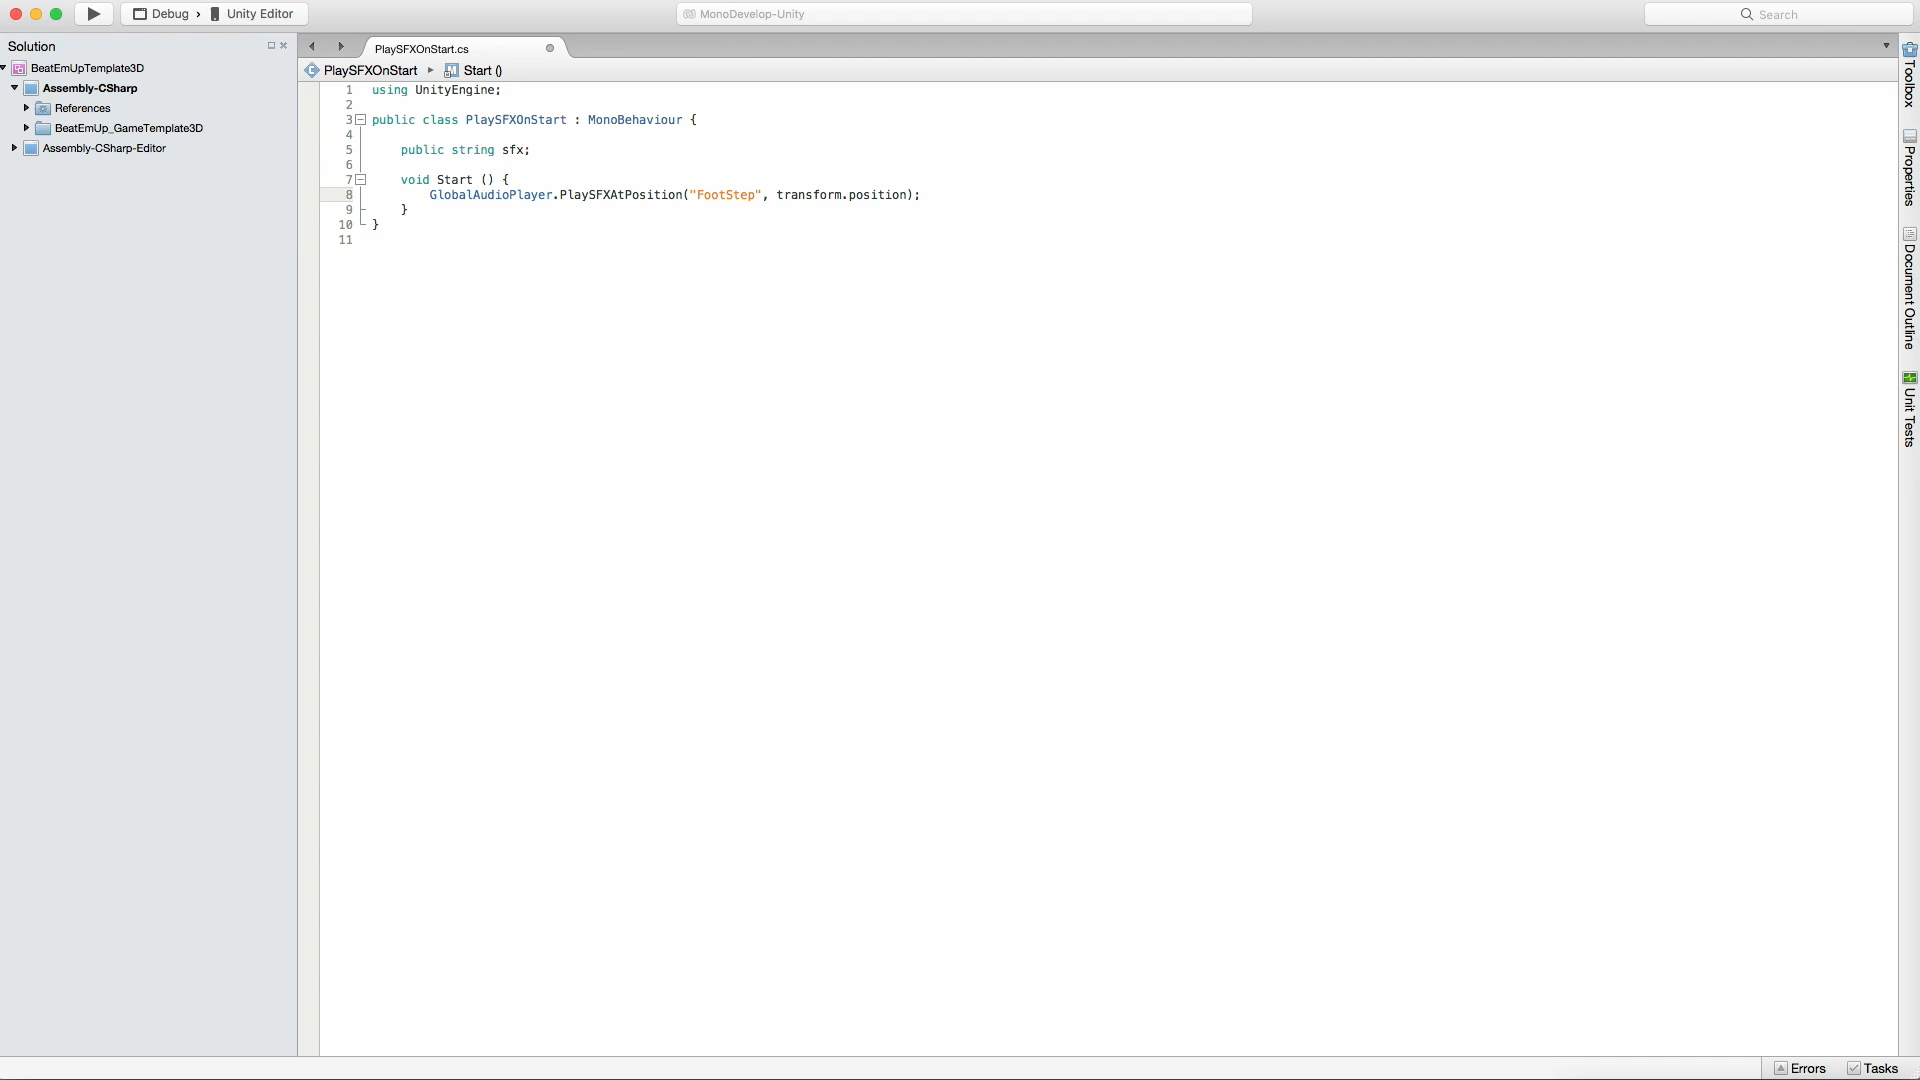 Debug › Unity Editor
MonoDevelop-Unity
Search
Solution
BeatEmUpTemplate3D
Assembly-CSharp
References
BeatEmUp_GameTemplate3D
Assembly-CSharp-Editor
PlaySFXOnStart.cs
PlaySFXOnStart ▸ Start ()
1 using UnityEngine;
2
3 public class PlaySFXOnStart : MonoBehaviour {
4
5 public string sfx;
6
7 void Start () {
8 GlobalAudioPlayer.PlaySFXAtPosition("FootStep", transform.position);
9 }
10 }
11
Toolbox
Properties
Document Outline
Unit Tests
Errors
Tasks